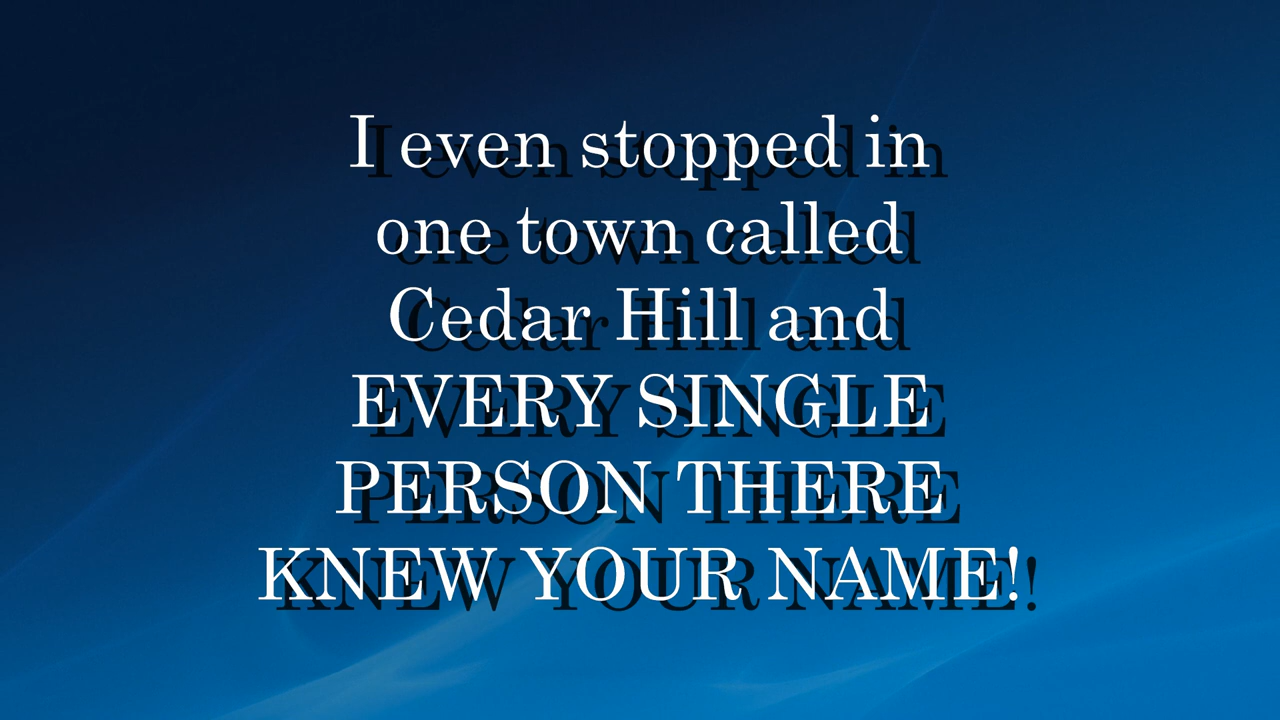 I even stopped in
one town called
Cedar Hill and
EVERY SINGLE
PERSON THERE
KNEW YOUR NAME!